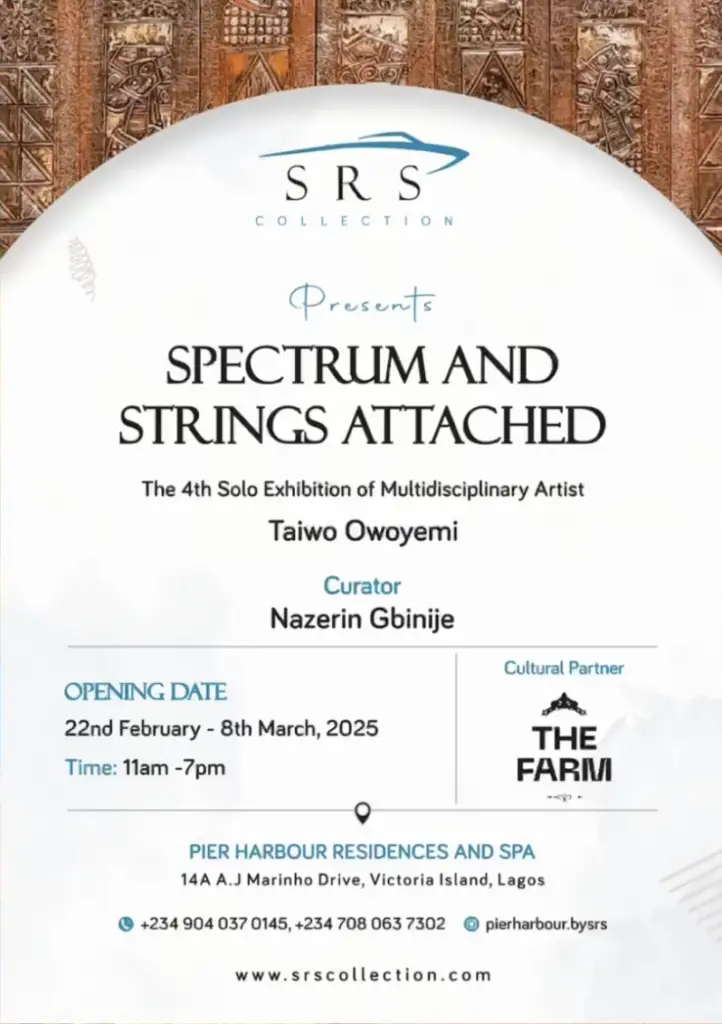 SRS
COLLECTION
Presents
SPECTRUM AND
STRINGS ATTACHED
The 4th Solo Exhibition of Multidisciplinary Artist
Taiwo Owoyemi
Curator
Nazerin Gbinije
OPENING DATE
22nd February - 8th March, 2025
Time: 11am -7pm
Cultural Partner
THE
FARM
PIER HARBOUR RESIDENCES AND SPA
14A A.J Marinho Drive, Victoria Island, Lagos
+234 904 037 0145, +234 708 063 7302 pierharbour.bysrs
www.srscollection.com